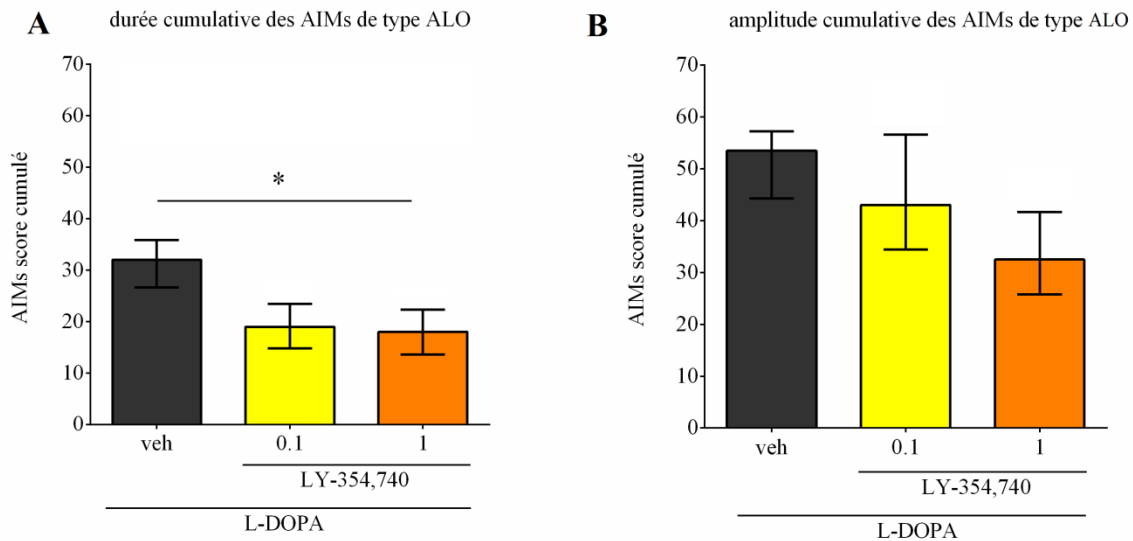 A
durée cumulative des AIMs de type ALO
70
60
50
40
30
20
10
0
AIMs score cumulé
*
veh
0.1
1
LY-354,740
L-DOPA
B
amplitude cumulative des AIMs de type ALO
70
60
50
40
30
20
10
0
AIMs score cumulé
veh
0.1
1
LY-354,740
L-DOPA